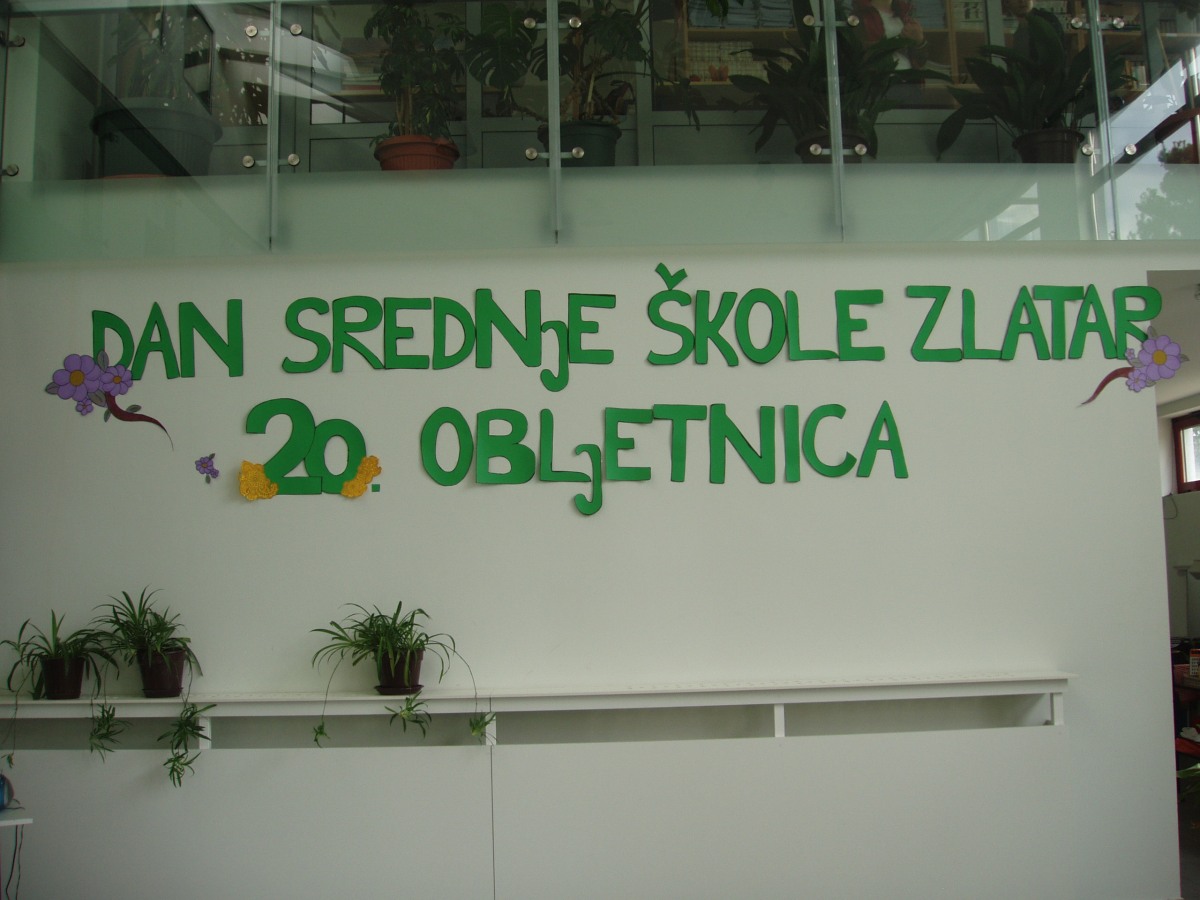 DAN SREDNjE ŠKOLE ZLATAR
20. OBLjETNICA